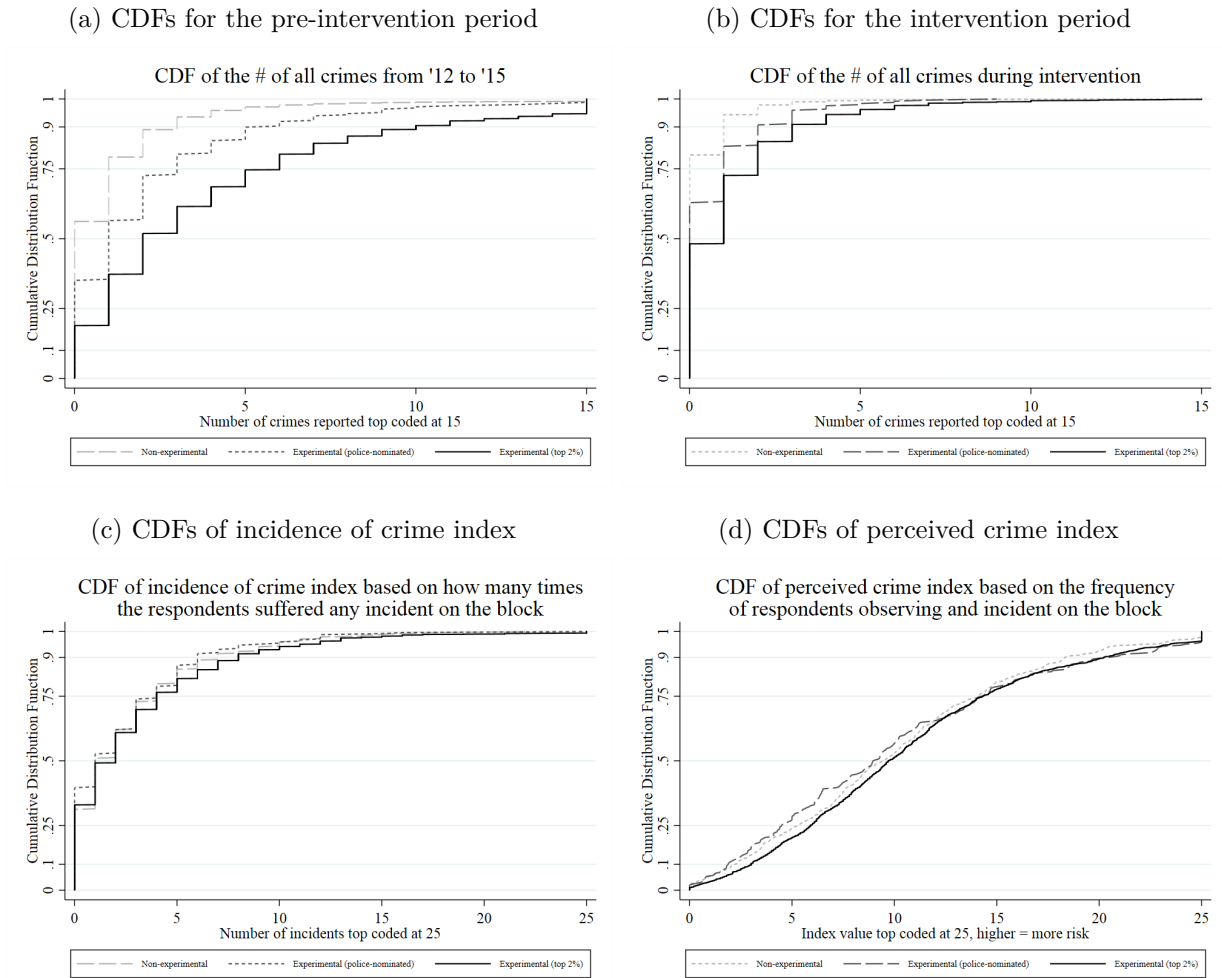 (a) CDFs for the pre-intervention period
CDF of the # of all crimes from '12 to '15
Cumulative Distribution Function
1
.9
.75
.5
.25
.1
0
0 5 10 15
Number of crimes reported top coded at 15
Non-experimental Experimental (police-nominated) Experimental (top 2%)
(b) CDFs for the intervention period
CDF of the # of all crimes during intervention
Cumulative Distribution Function
1
.9
.75
.5
.25
.1
0
0 5 10 15
Number of crimes reported top coded at 15
Non-experimental Experimental (police-nominated) Experimental (top 2%)
(c) CDFs of incidence of crime index
CDF of incidence of crime index based on how many times
the respondents suffered any incident on the block
Cumulative Distribution Function
1
.9
.75
.5
.25
.1
0
0 5 10 15 20 25
Number of incidents top coded at 25
Non-experimental Experimental (police-nominated) Experimental (top 2%)
(d) CDFs of perceived crime index
CDF of perceived crime index based on the frequency
of respondents observing and incident on the block
Cumulative Distribution Function
1
.9
.75
.5
.25
.1
0
0 5 10 15 20 25
Index value top coded at 25, higher = more risk
Non-experimental Experimental (police-nominated) Experimental (top 2%)